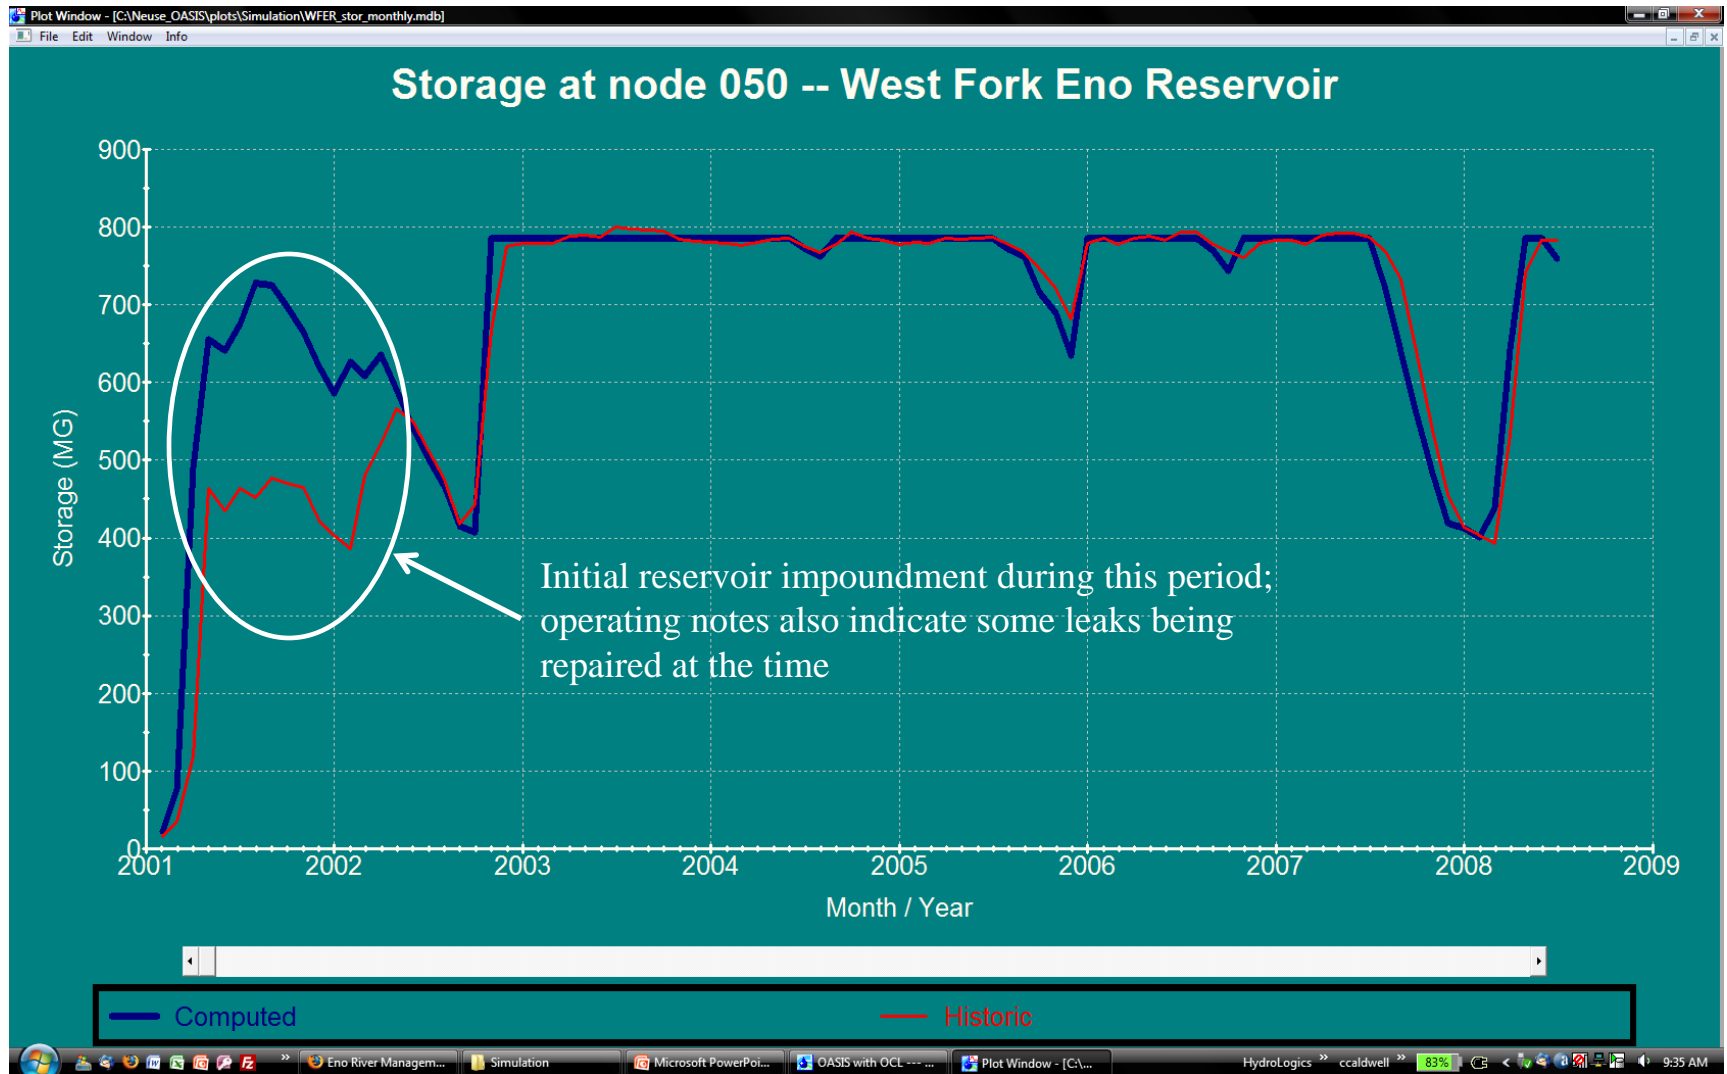 Plot Window - [C:\Neuse_OASIS\plots\Simulation\WFER_stor_monthly.mdb]
File Edit Window Info
Storage at node 050 -- West Fork Eno Reservoir
900
800
700
600
500
400
300
200
100
0
Storage (MG)
Initial reservoir impoundment during this period;
operating notes also indicate some leaks being
repaired at the time
2001 2002 2003 2004 2005 2006 2007 2008 2009
Month / Year
Computed Historic
Eno River Managem... Simulation Microsoft PowerPoi... OASIS with OCL --- ... Plot Window - [C:\... HydroLogics » ccaldwell » 83% 9:35 AM